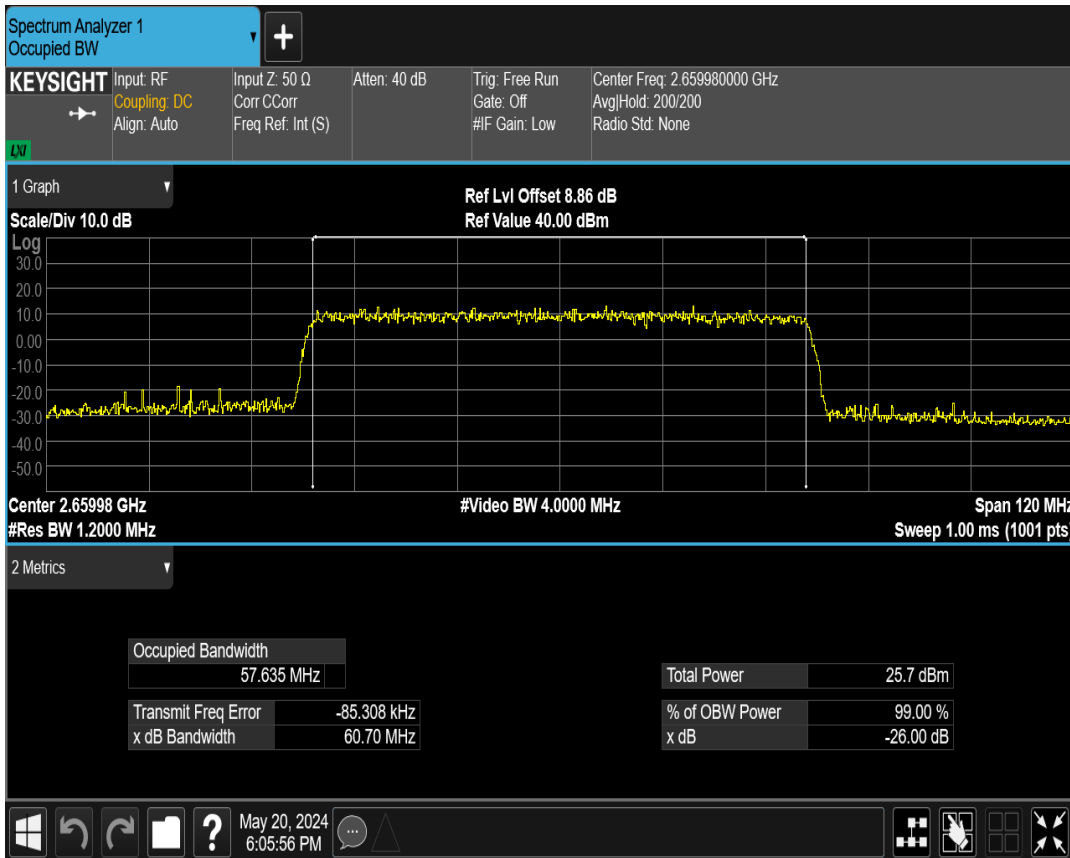 Spectrum Analyzer 1
Occupied BW
KEYSIGHT Input: RF Input Z: 50 Ω Atten: 40 dB Trig: Free Run Center Freq: 2.659980000 GHz
Coupling: DC Corr CCorr Gate: Off Avg|Hold: 200/200
Align: Auto Freq Ref: Int (S) #IF Gain: Low Radio Std: None
LXI
1 Graph
Ref Lvl Offset 8.86 dB
Scale/Div 10.0 dB Ref Value 40.00 dBm
Log
30.0
20.0
10.0
0.00
-10.0
-20.0
-30.0
-40.0
-50.0
Center 2.65998 GHz #Video BW 4.0000 MHz Span 120 MHz
#Res BW 1.2000 MHz Sweep 1.00 ms (1001 pts)
2 Metrics
Occupied Bandwidth
57.635 MHz Total Power 25.7 dBm
Transmit Freq Error -85.308 kHz % of OBW Power 99.00 %
x dB Bandwidth 60.70 MHz x dB -26.00 dB
May 20, 2024
6:05:56 PM